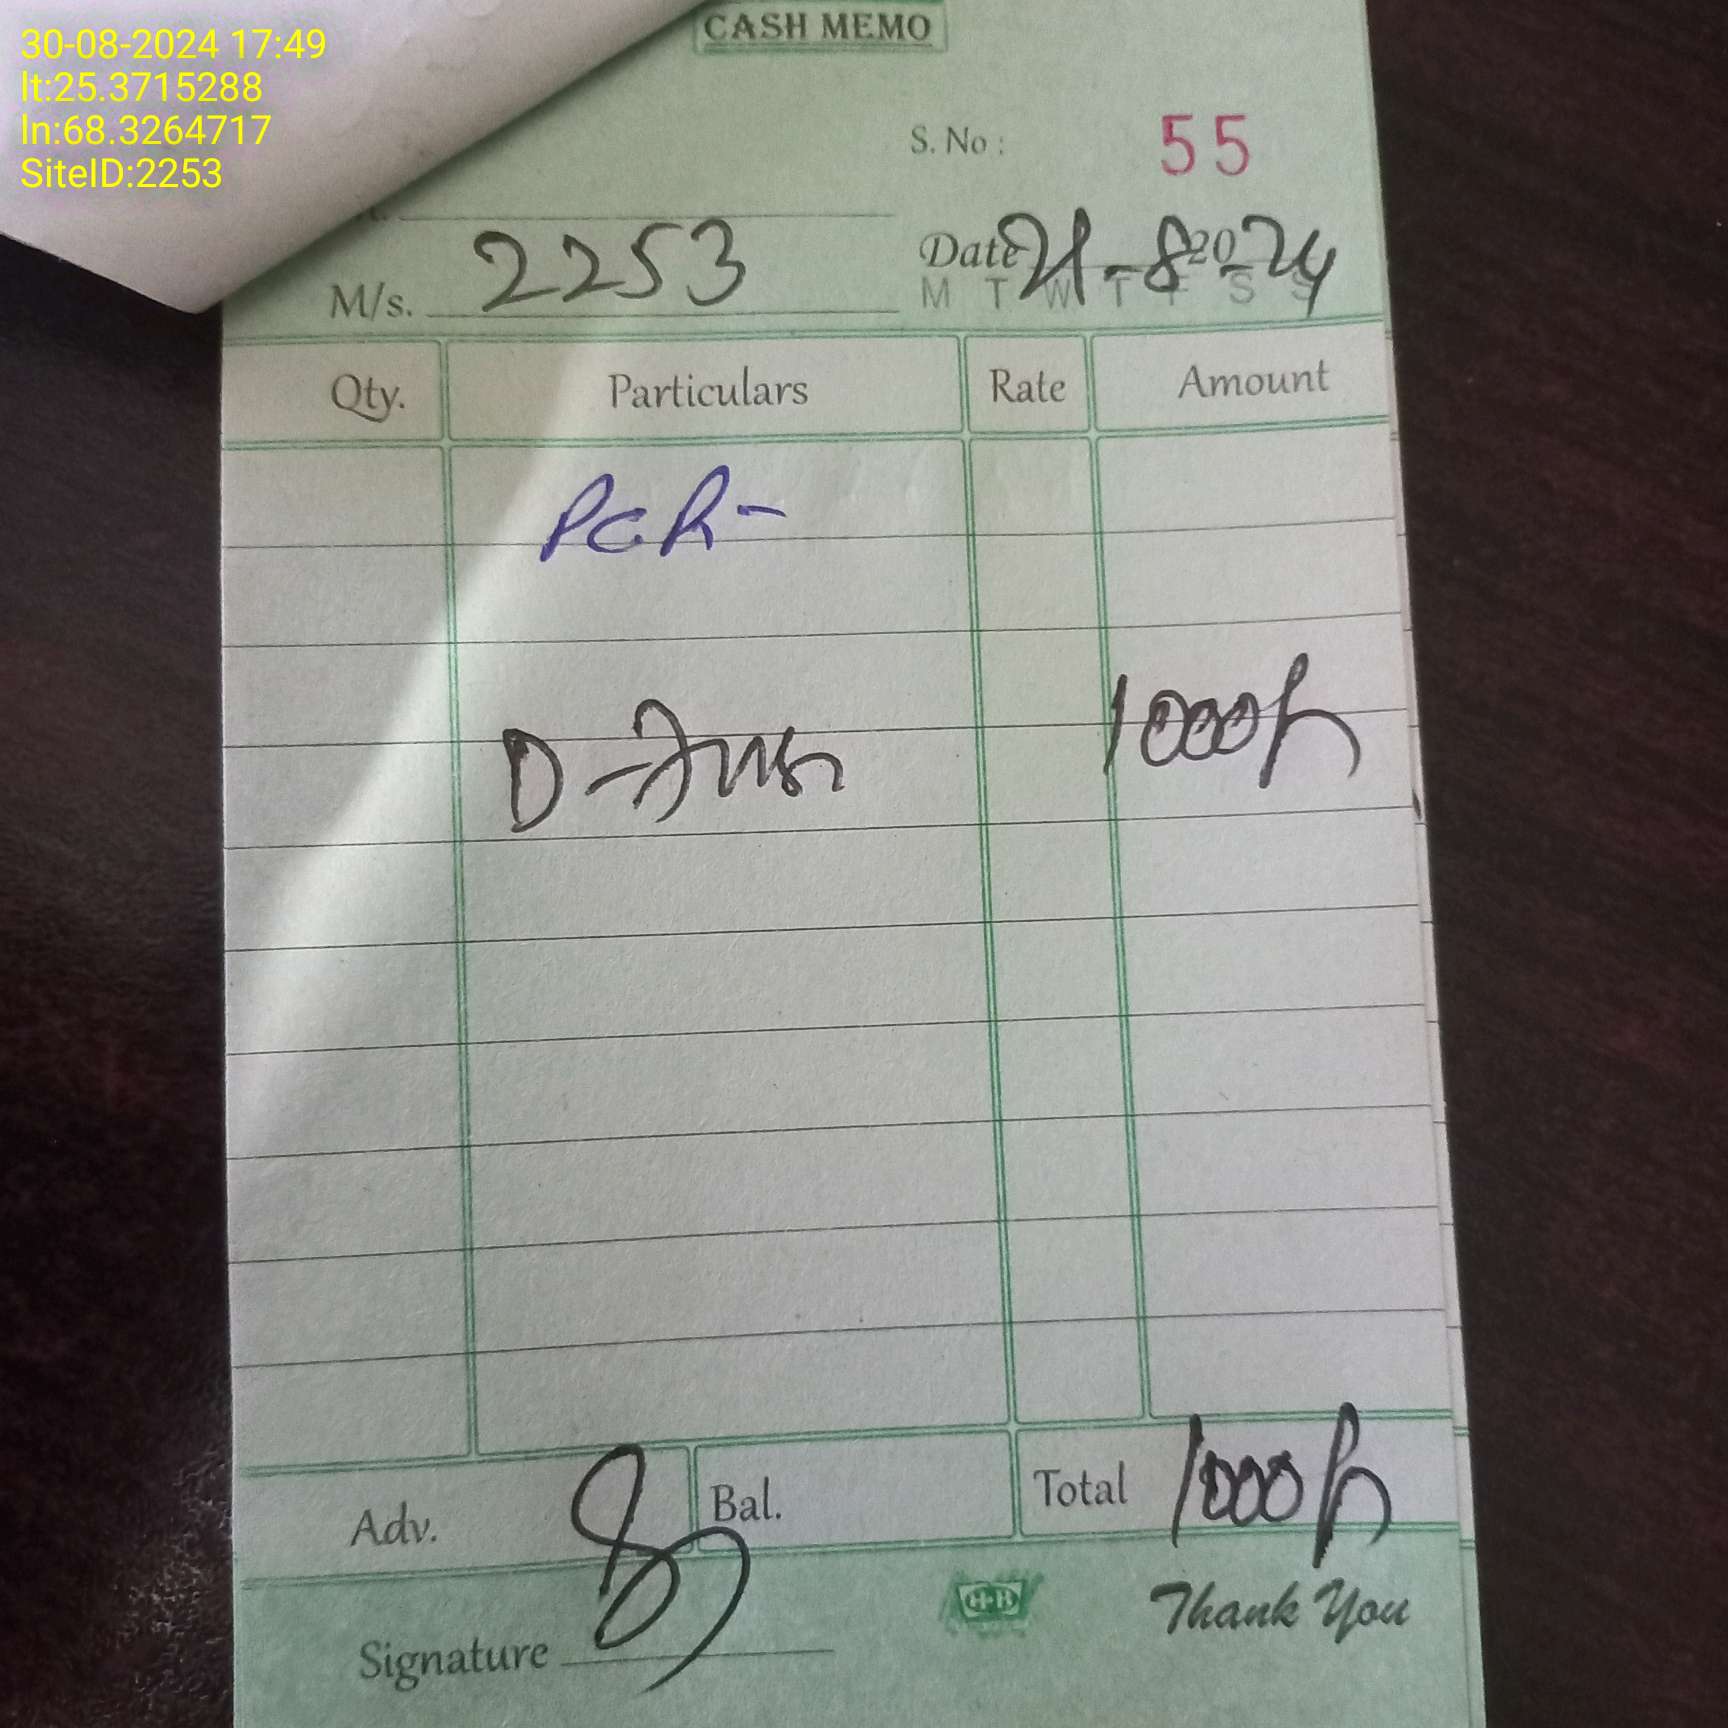 30-08-2024 17:49
lt:25.3715288
ln:68.3264717
SiteID:2253
CASH MEMO
S. No : 55
M/s. 2253
Date 21-8-2024
M T W T F S S
Qty. Particulars Rate Amount
PCR-
1000
Adv. Bal. Total 1000
Signature
Thank You